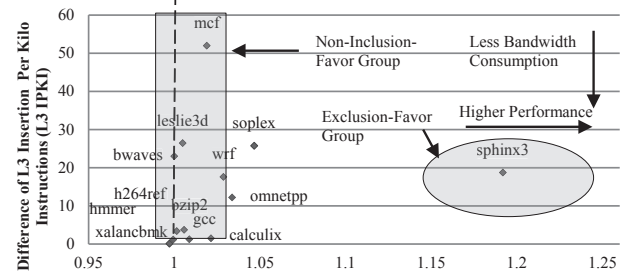 Difference of L3 Insertion Per Kilo
Instructions (L3 IPKI)
60
50
40
30
20
10
0
mcf
Non-Inclusion-
Favor Group
Less Bandwidth
Consumption
Exclusion-Favor
Group
Higher Performance
leslie3d
soplex
bwaves
wrf
sphinx3
h264ref
hmmer
bzip2
omnetpp
gcc
xalancbmk
calculix
0.95
1
1.05
1.1
1.15
1.2
1.25